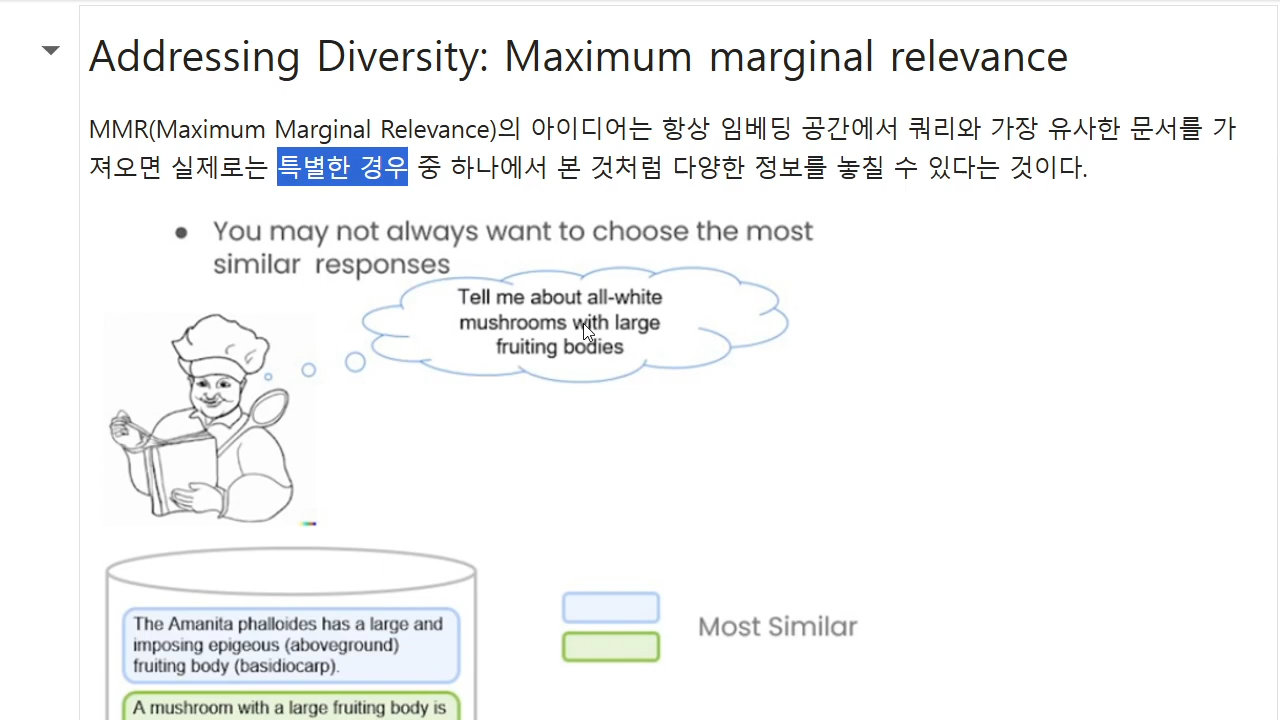 Addressing Diversity: Maximum marginal relevance
MMR(Maximum Marginal Relevance)의 아이디어는 항상 임베딩 공간에서 쿼리와 가장 유사한 문서를 가
져오면 실제로는 특별한 경우 중 하나에서 본 것처럼 다양한 정보를 놓칠 수 있다는 것이다.
● You may not always want to choose the most
similar responses
Tell me about all-white
mushrooms with large
fruiting bodies
The Amanita phalloides has a large and
imposing epigeous (aboveground)
fruiting body (basidiocarp).
Most Similar
A mushroom with a large fruiting body is